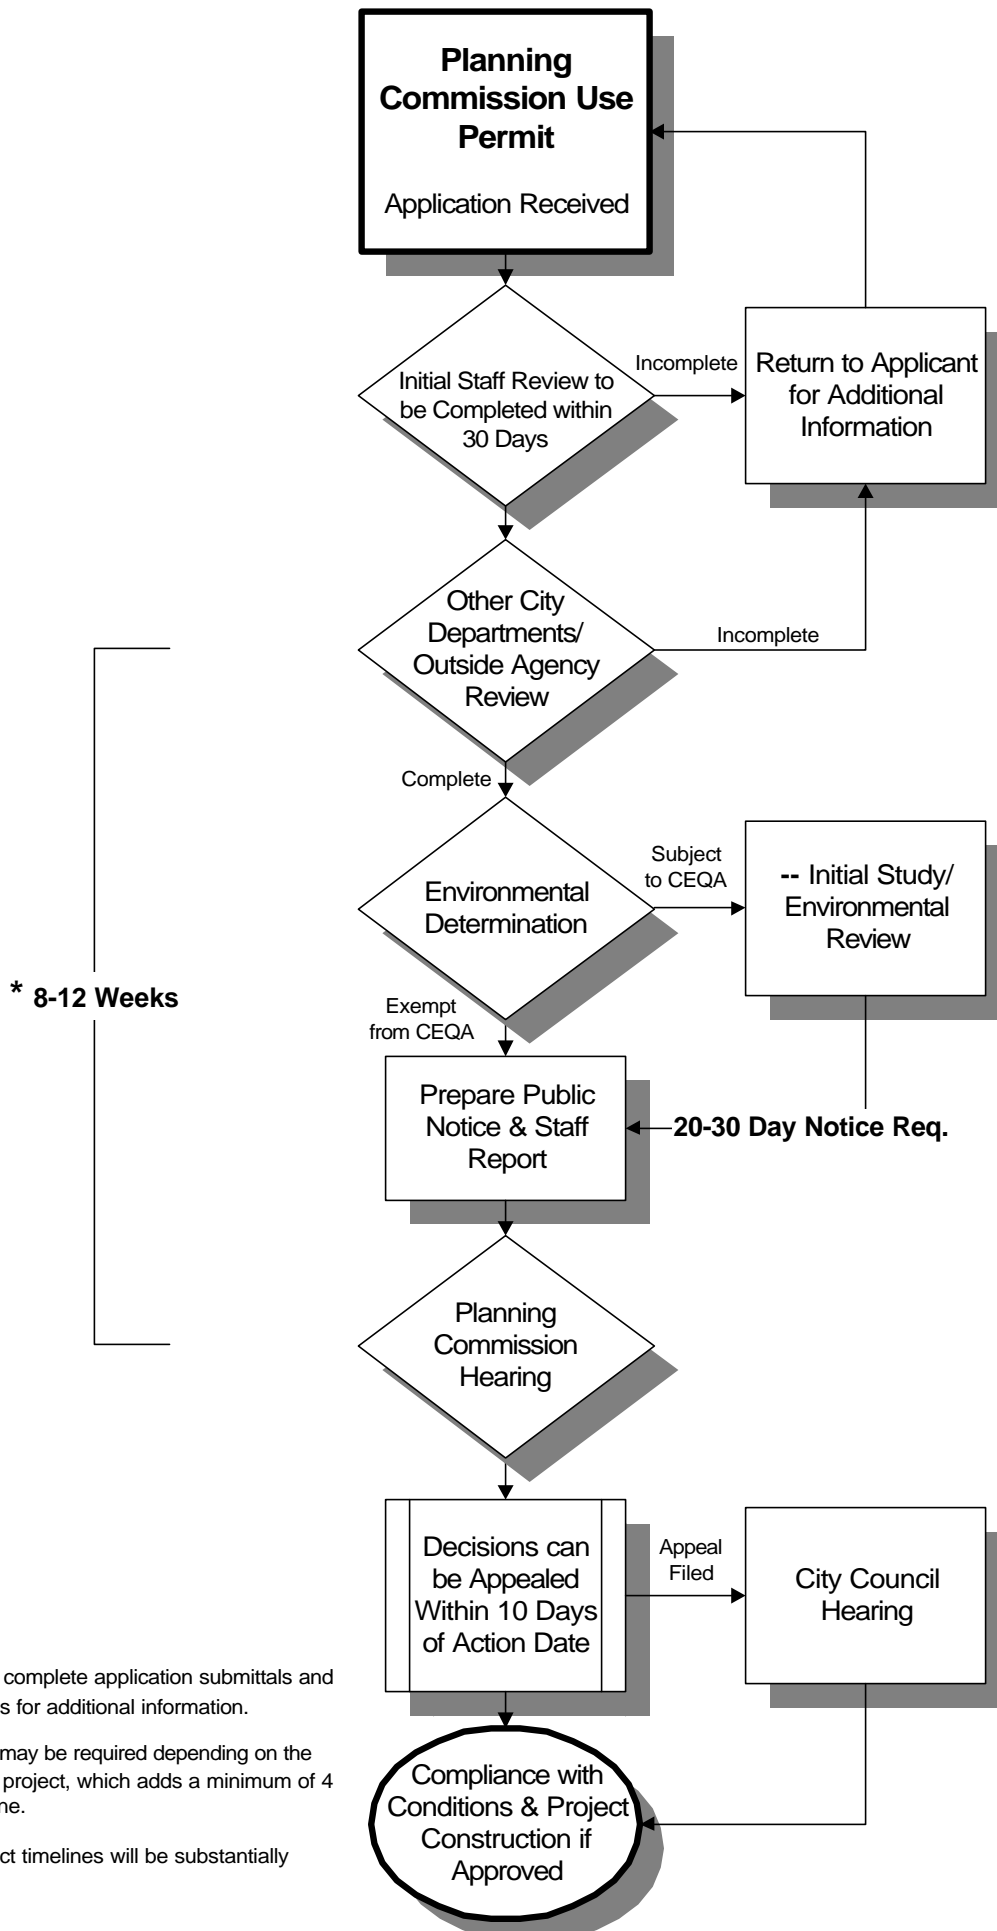 Planning
Commission Use
Permit
Application Received
Initial Staff Review to
be Completed within
30 Days
Incomplete
Return to Applicant
for Additional
Information
Other City
Departments/
Outside Agency
Review
Incomplete
Complete
Environmental
Determination
Subject
to CEQA
-- Initial Study/
Environmental
Review
* 8-12 Weeks
Exempt
from CEQA
Prepare Public
Notice & Staff
Report
20-30 Day Notice Req.
Planning
Commission
Hearing
Decisions can
be Appealed
Within 10 Days
of Action Date
Appeal
Filed
City Council
Hearing
complete application submittals and
s for additional information.
may be required depending on the
project, which adds a minimum of 4
ne.
ct timelines will be substantially
Compliance with
Conditions & Project
Construction if
Approved